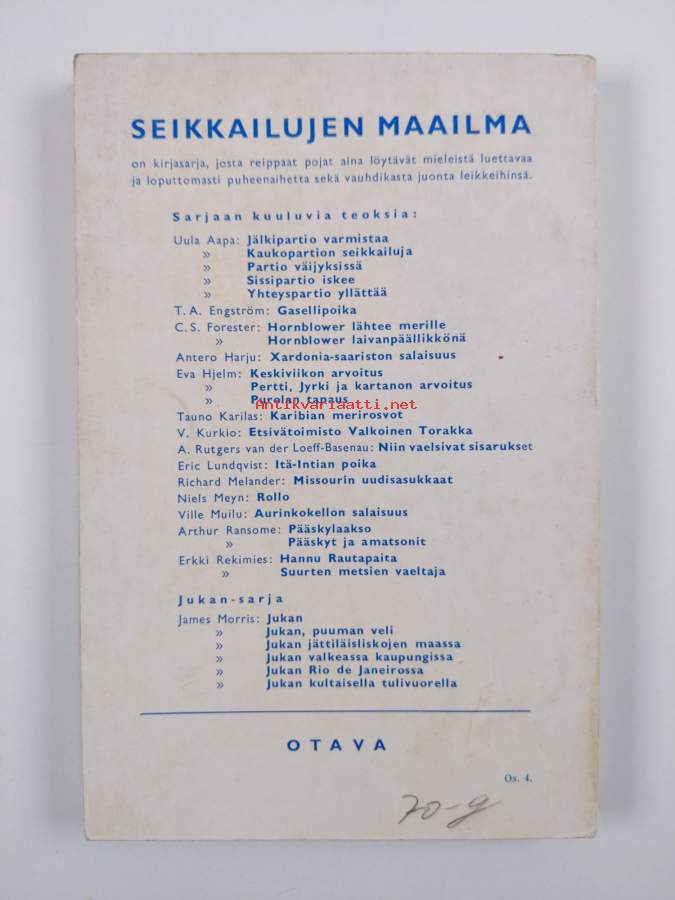 SEIKKAILUJEN MAAILMA
on kirjasarja, josta reippaat pojat aina löytävät mieleistä luettavaa
ja loputtomasti puheenaihetta sekä vauhdikasta juonta leikkeihinsä.
Sarjaan kuuluvia teoksia:
Uula Aapa: Jälkipartio varmistaa
» Kaukopartion seikkailuja
» Partio väijyksissä
» Sissipartio iskee
» Yhteyspartio yllättää
T. A. Engström: Gasellipoika
C. S. Forester: Hornblower lähtee merille
» Hornblower laivanpäällikkönä
Antero Harju: Xardonia-saariston salaisuus
Eva Hjelm: Keskiviikon arvoitus
» Pertti, Jyrki ja kartanon arvoitus
» Purolan tapaus
Antikvariaatti.net
Tauno Karilas: Karibian merirosvot
V. Kurkio: Etsivätoimisto Valkoinen Torakka
A. Rutgers van der Loeff-Basenau: Niin vaelsivat sisarukset
Eric Lundqvist: Itä-Intian poika
Richard Melander: Missourin uudisasukkaat
Niels Meyn: Rollo
Ville Muilu: Aurinkokellon salaisuus
Arthur Ransome: Pääskylaakso
» Pääskyt ja amatsonit
Erkki Rekimies: Hannu Rautapaita
» Suurten metsien vaeltaja
Jukan-sarja
James Morris: Jukan
» Jukan, puuman veli
» Jukan jättiläisliskojen maassa
» Jukan valkeassa kaupungissa
» Jukan Rio de Janeirossa
» Jukan kultaisella tulivuorella
OTAVA
Os. 4.
70-g